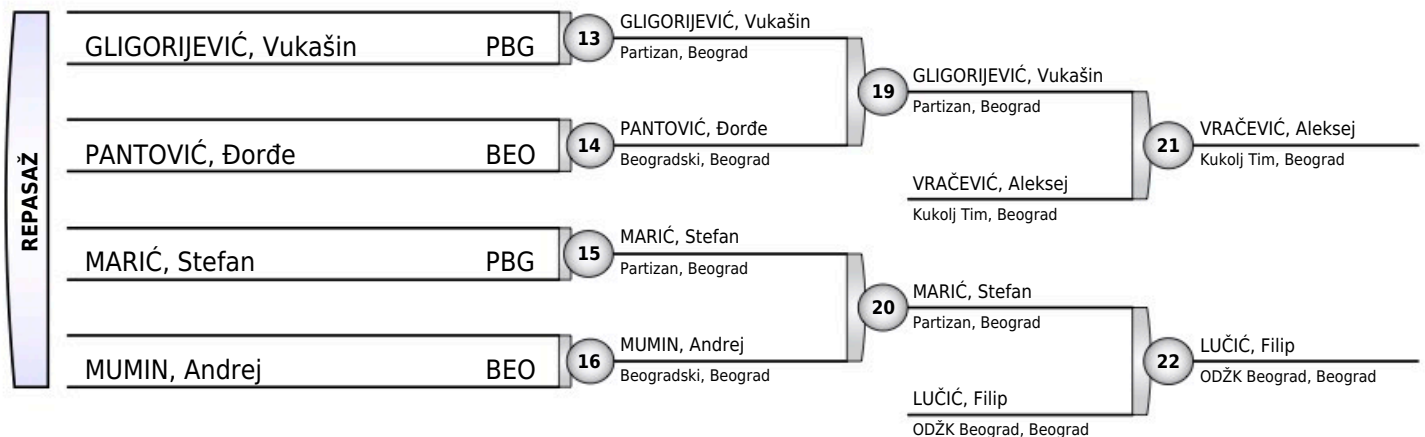 REPASAŽ
GLIGORIJEVIĆ, Vukašin PBG
PANTOVIĆ, Đorđe BEO
MARIĆ, Stefan PBG
MUMIN, Andrej BEO
13
GLIGORIJEVIĆ, Vukašin
Partizan, Beograd
14
PANTOVIĆ, Đorđe
Beogradski, Beograd
15
MARIĆ, Stefan
Partizan, Beograd
16
MUMIN, Andrej
Beogradski, Beograd
19
GLIGORIJEVIĆ, Vukašin
Partizan, Beograd
VRAČEVIĆ, Aleksej
Kukolj Tim, Beograd
20
MARIĆ, Stefan
Partizan, Beograd
LUČIĆ, Filip
ODŽK Beograd, Beograd
21
VRAČEVIĆ, Aleksej
Kukolj Tim, Beograd
22
LUČIĆ, Filip
ODŽK Beograd, Beograd